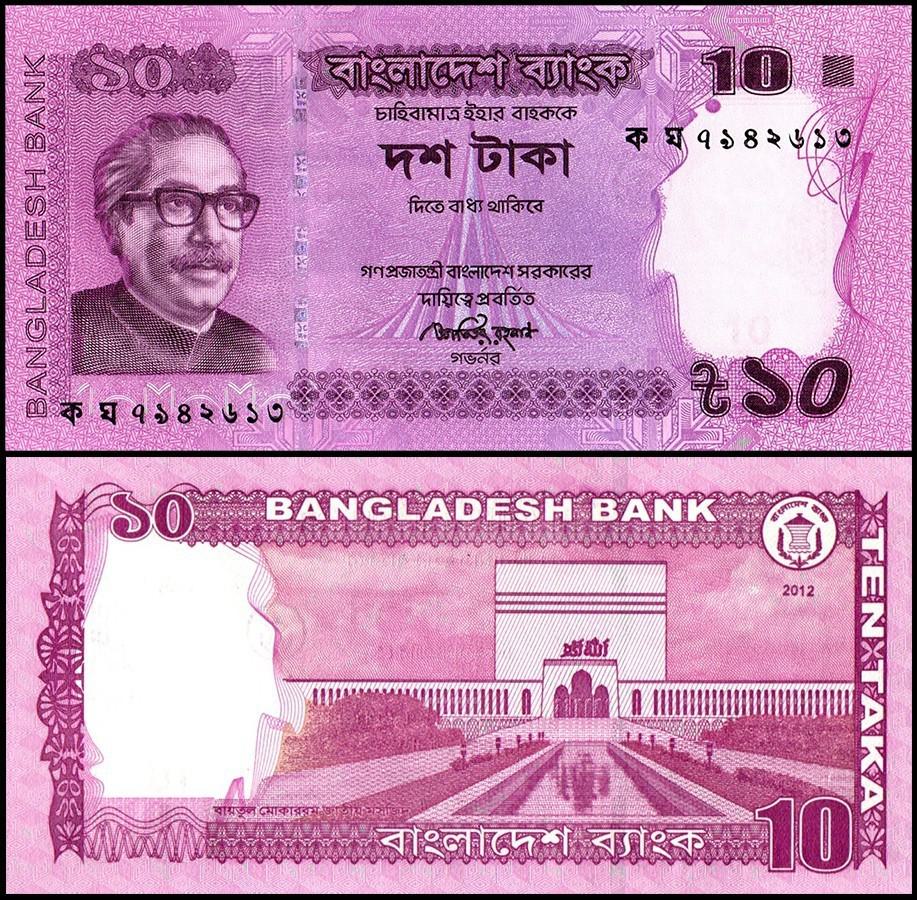 BANGLADESH BANK
১০
বাংলাদেশ ব্যাংক
10
চাহিবামাত্র ইহার বাহককে
ক ঘ ৭১৪২৬১৩
দশ টাকা
দিতে বাধ্য থাকিবে
গণপ্রজাতন্ত্রী বাংলাদেশ সরকারের
দায়িত্বে প্রবর্তিত
গভর্নর
৳১০
ক ঘ ৭১৪২৬১৩
১০
BANGLADESH BANK
বাংলাদেশ ব্যাংক
2012
TEN TAKA
বায়তুল মোকাররম জাতীয় মসজিদ
বাংলাদেশ ব্যাংক
10